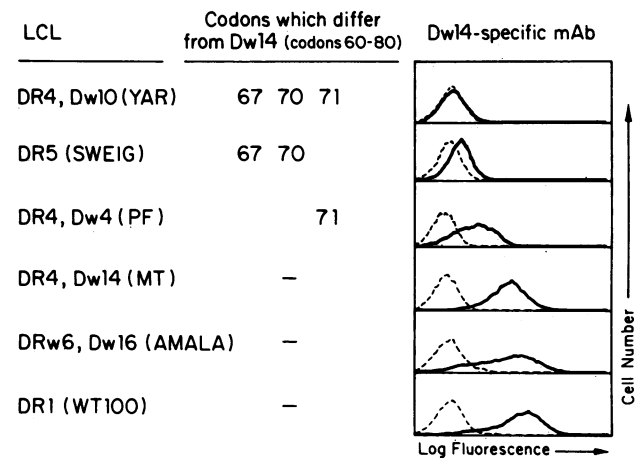 LCL
Codons which differ
from Dw14 (codons 60-80)
Dw14-specific mAb
DR4, Dw10 (YAR) 67 70 71
DR5 (SWEIG) 67 70
DR4, Dw4 (PF) 71
DR4, Dw14 (MT) –
DRw6, Dw16 (AMALA) –
DR1 (WT100) –
Cell Number
Log Fluorescence